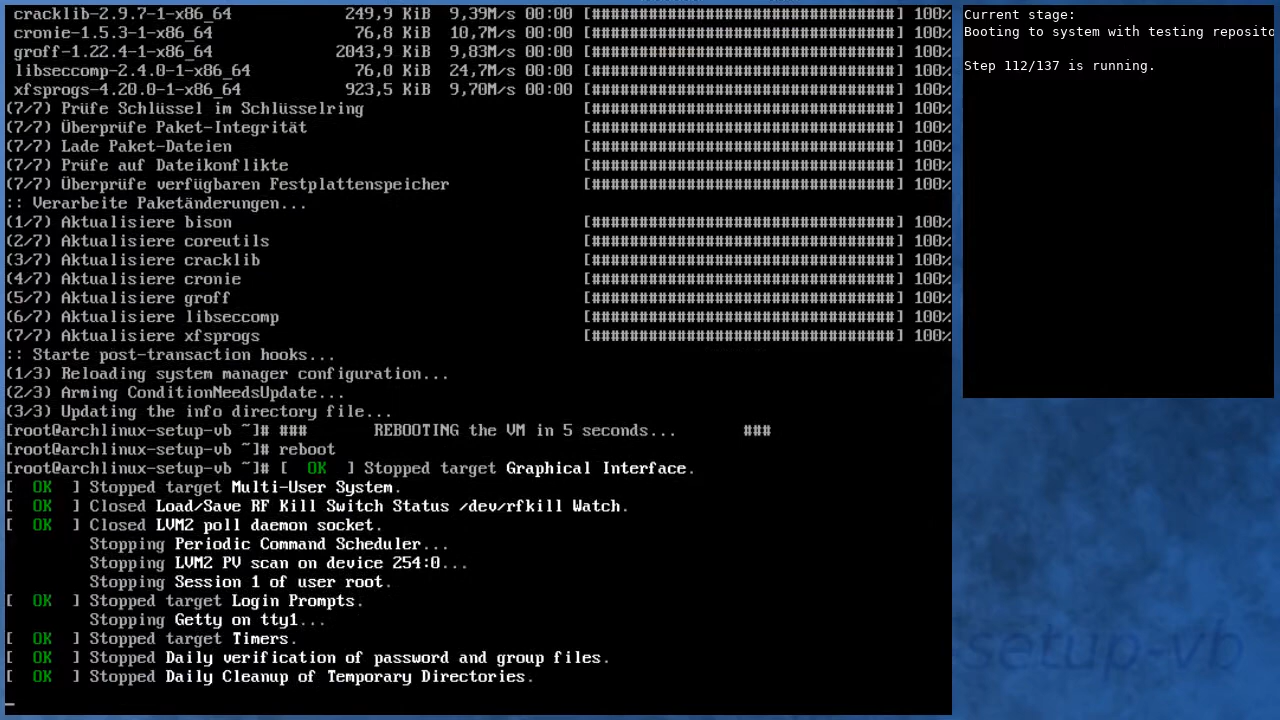 cracklib-2.9.7-1-x86_64 249,9 KiB 9,39M/s 00:00 [################################] 100%
cronie-1.5.3-1-x86_64 76,8 KiB 10,7M/s 00:00 [################################] 100%
groff-1.22.4-1-x86_64 2043,9 KiB 9,83M/s 00:00 [################################] 100%
libseccomp-2.4.0-1-x86_64 76,0 KiB 24,7M/s 00:00 [################################] 100%
xfsprogs-4.20.0-1-x86_64 923,5 KiB 9,70M/s 00:00 [################################] 100%
(7/7) Prüfe Schlüssel im Schlüsselring [################################] 100%
(7/7) Überprüfe Paket-Integrität [################################] 100%
(7/7) Lade Paket-Dateien [################################] 100%
(7/7) Prüfe auf Dateikonflikte [################################] 100%
(7/7) Überprüfe verfügbaren Festplattenspeicher [################################] 100%
:: Verarbeite Paketänderungen...
(1/7) Aktualisiere bison [################################] 100%
(2/7) Aktualisiere coreutils [################################] 100%
(3/7) Aktualisiere cracklib [################################] 100%
(4/7) Aktualisiere cronie [################################] 100%
(5/7) Aktualisiere groff [################################] 100%
(6/7) Aktualisiere libseccomp [################################] 100%
(7/7) Aktualisiere xfsprogs [################################] 100%
:: Starte post-transaction hooks...
(1/3) Reloading system manager configuration...
(2/3) Arming ConditionNeedsUpdate...
(3/3) Updating the info directory file...
[root@archlinux-setup-vb ~]# ### REBOOTING the VM in 5 seconds... ###
[root@archlinux-setup-vb ~]# reboot
[root@archlinux-setup-vb ~]# [ OK ] Stopped target Graphical Interface.
[ OK ] Stopped target Multi-User System.
[ OK ] Closed Load/Save RF Kill Switch Status /dev/rfkill Watch.
[ OK ] Closed LVM2 poll daemon socket.
Stopping Periodic Command Scheduler...
Stopping LVM2 PV scan on device 254:0...
Stopping Session 1 of user root.
[ OK ] Stopped target Login Prompts.
Stopping Getty on tty1...
[ OK ] Stopped target Timers.
[ OK ] Stopped Daily verification of password and group files.
[ OK ] Stopped Daily Cleanup of Temporary Directories.
_
Current stage:
Booting to system with testing reposito
Step 112/137 is running.
setup-vb